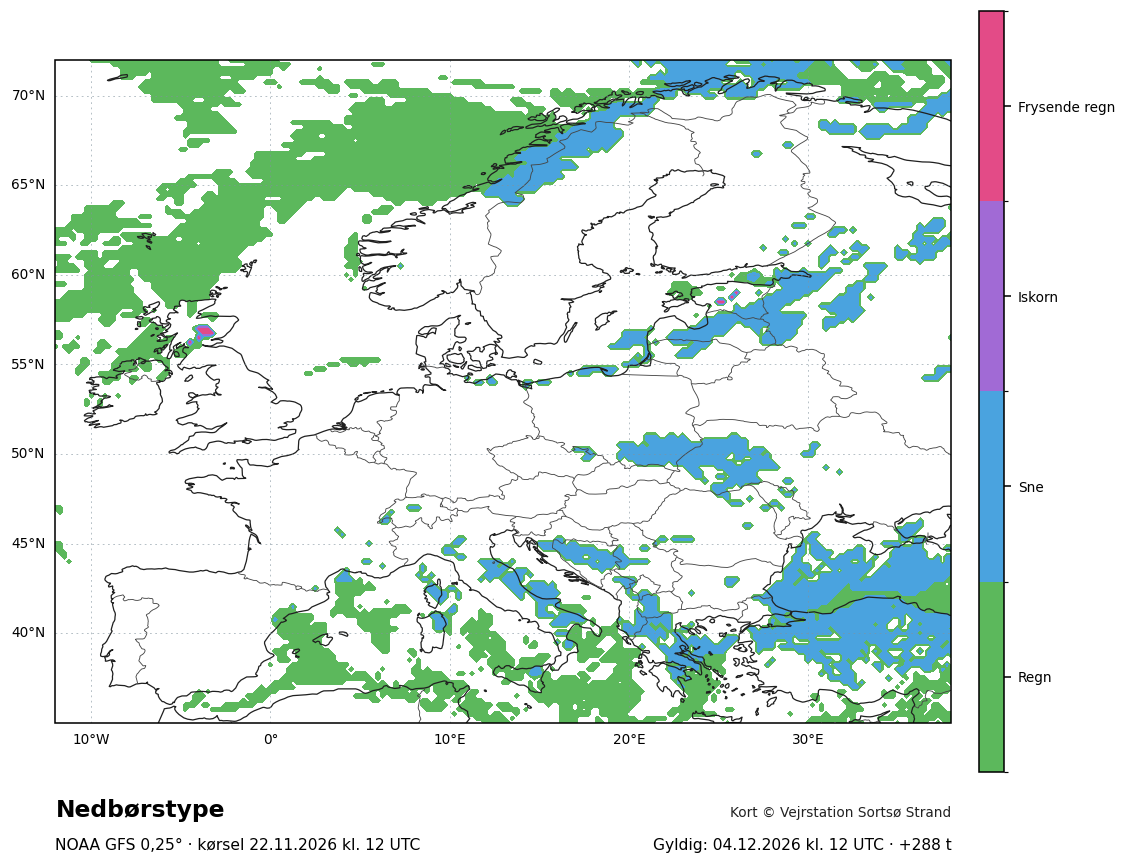 70°N
65°N
60°N
55°N
50°N
45°N
40°N
10°W
0°
10°E
20°E
30°E
Frysende regn
Iskorn
Sne
Regn
Nedbørstype
Kort © Vejrstation Sortsø Strand
NOAA GFS 0,25° · kørsel 22.11.2026 kl. 12 UTC
Gyldig: 04.12.2026 kl. 12 UTC · +288 t